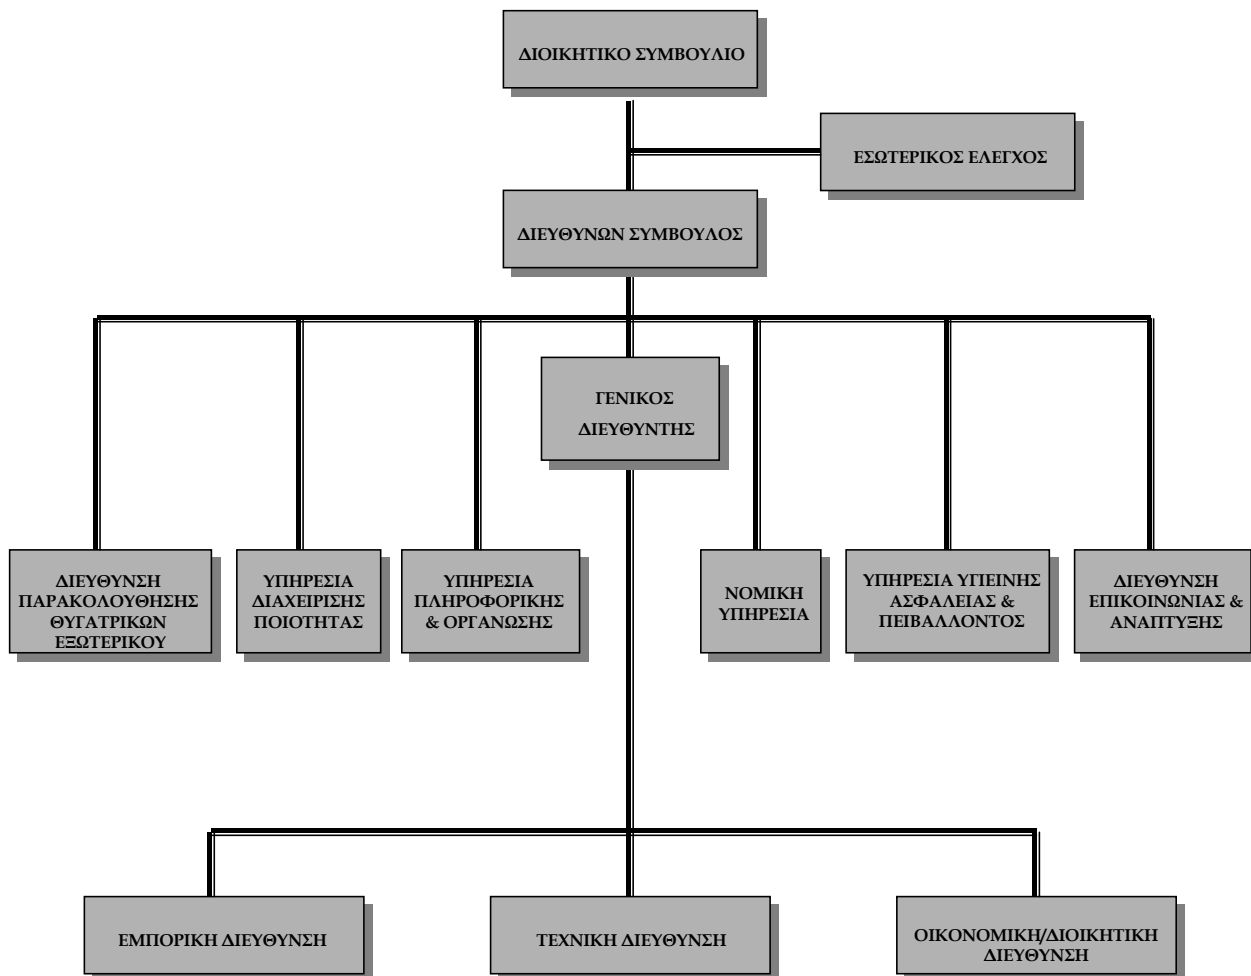 ΔΙΟΙΚΗΤΙΚΟ ΣΥΜΒΟΥΛΙΟ
ΕΣΩΤΕΡΙΚΟΣ ΕΛΕΓΧΟΣ
ΔΙΕΥΘΥΝΩΝ ΣΥΜΒΟΥΛΟΣ
ΓΕΝΙΚΟΣ
ΔΙΕΥΘΥΝΤΗΣ
ΔΙΕΥΘΥΝΣΗ
ΠΑΡΑΚΟΛΟΥΘΗΣΗΣ
ΘΥΓΑΤΡΙΚΩΝ
ΕΞΩΤΕΡΙΚΟΥ
ΥΠΗΡΕΣΙΑ
ΔΙΑΧΕΙΡΙΣΗΣ
ΠΟΙΟΤΗΤΑΣ
ΥΠΗΡΕΣΙΑ
ΠΛΗΡΟΦΟΡΙΚΗΣ
& ΟΡΓΑΝΩΣΗΣ
ΝΟΜΙΚΗ
ΥΠΗΡΕΣΙΑ
ΥΠΗΡΕΣΙΑ ΥΓΙΕΙΝΗΣ
ΑΣΦΑΛΕΙΑΣ &
ΠΕΙΒΑΛΛΟΝΤΟΣ
ΔΙΕΥΘΥΝΣΗ
ΕΠΙΚΟΙΝΩΝΙΑΣ &
ΑΝΑΠΤΥΞΗΣ
ΕΜΠΟΡΙΚΗ ΔΙΕΥΘΥΝΣΗ
ΤΕΧΝΙΚΗ ΔΙΕΥΘΥΝΣΗ
ΟΙΚΟΝΟΜΙΚΗ/ΔΙΟΙΚΗΤΙΚΗ
ΔΙΕΥΘΥΝΣΗ